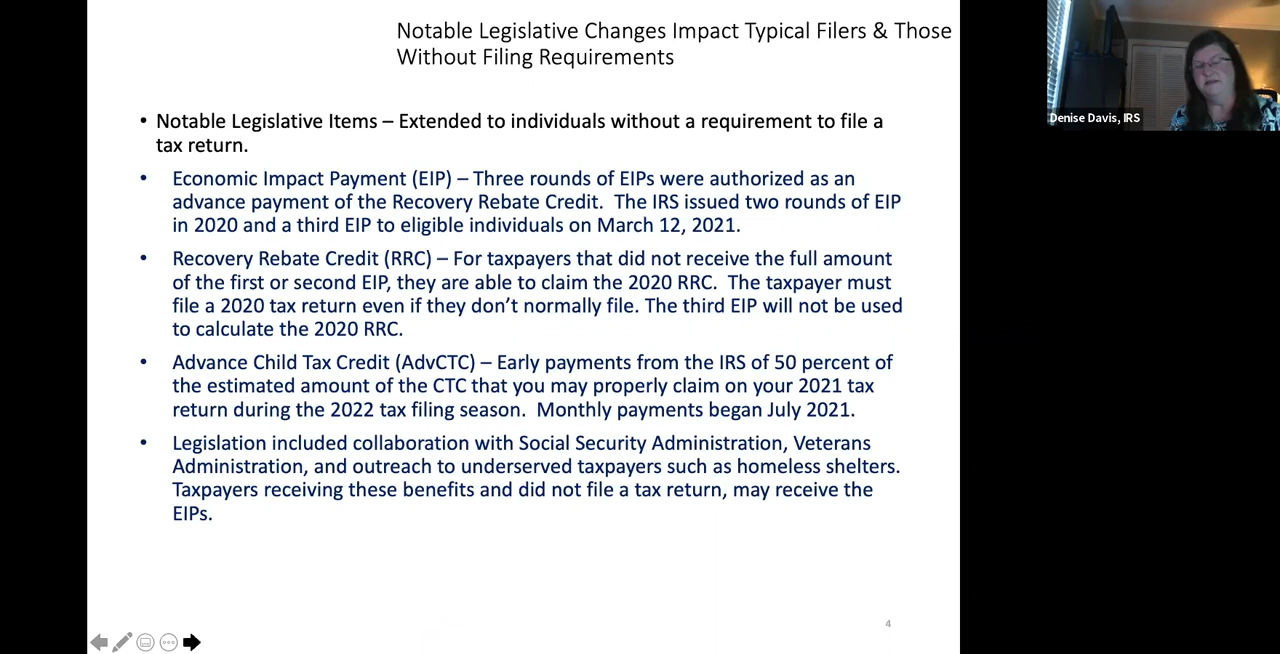 Notable Legislative Changes Impact Typical Filers & Those
Without Filing Requirements
• Notable Legislative Items – Extended to individuals without a requirement to file a
tax return.
• Economic Impact Payment (EIP) – Three rounds of EIPs were authorized as an
advance payment of the Recovery Rebate Credit.  The IRS issued two rounds of EIP
in 2020 and a third EIP to eligible individuals on March 12, 2021.
• Recovery Rebate Credit (RRC) – For taxpayers that did not receive the full amount
of the first or second EIP, they are able to claim the 2020 RRC.  The taxpayer must
file a 2020 tax return even if they don’t normally file. The third EIP will not be used
to calculate the 2020 RRC.
• Advance Child Tax Credit (AdvCTC) – Early payments from the IRS of 50 percent of
the estimated amount of the CTC that you may properly claim on your 2021 tax
return during the 2022 tax filing season.  Monthly payments began July 2021.
• Legislation included collaboration with Social Security Administration, Veterans
Administration, and outreach to underserved taxpayers such as homeless shelters.
Taxpayers receiving these benefits and did not file a tax return, may receive the
EIPs.
4
Denise Davis, IRS